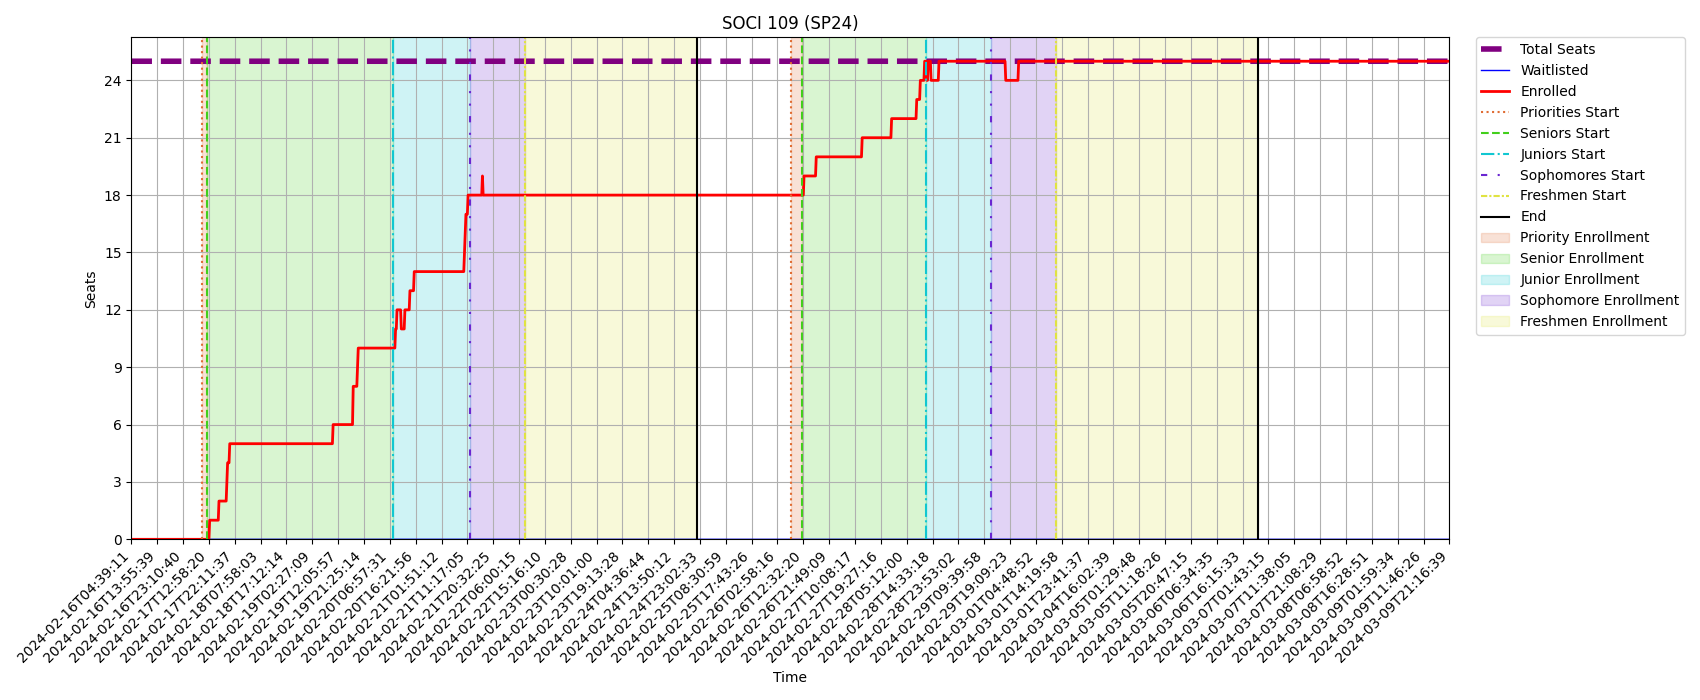 SOCI 109 (SP24)
Total Seats
Waitlisted
Enrolled
Priorities Start
Seniors Start
Juniors Start
Sophomores Start
Freshmen Start
End
Priority Enrollment
Senior Enrollment
Junior Enrollment
Sophomore Enrollment
Freshmen Enrollment
Seats
24
21
18
15
12
9
6
3
0
2024-02-16T04:39:11
2024-02-16T13:55:39
2024-02-16T23:10:40
2024-02-17T12:58:20
2024-02-17T22:11:37
2024-02-18T07:58:03
2024-02-18T17:12:14
2024-02-19T02:27:09
2024-02-19T12:05:57
2024-02-19T21:25:14
2024-02-20T06:57:31
2024-02-20T16:21:56
2024-02-21T01:51:12
2024-02-21T11:17:05
2024-02-21T20:32:25
2024-02-22T06:00:15
2024-02-22T15:16:10
2024-02-23T00:30:28
2024-02-23T10:01:00
2024-02-23T19:13:28
2024-02-24T04:36:44
2024-02-24T13:50:12
2024-02-24T23:02:33
2024-02-25T08:30:59
2024-02-25T17:43:26
2024-02-26T02:58:16
2024-02-26T12:32:20
2024-02-26T21:49:09
2024-02-27T10:08:17
2024-02-27T19:27:16
2024-02-28T05:12:00
2024-02-28T14:33:18
2024-02-28T23:53:02
2024-02-29T09:39:58
2024-02-29T19:09:23
2024-03-01T04:48:52
2024-03-01T14:19:58
2024-03-01T23:41:37
2024-03-04T16:02:39
2024-03-05T01:29:48
2024-03-05T11:18:26
2024-03-05T20:47:15
2024-03-06T06:34:35
2024-03-06T16:15:33
2024-03-07T01:43:15
2024-03-07T11:38:05
2024-03-07T21:08:29
2024-03-08T06:58:52
2024-03-08T16:28:51
2024-03-09T01:59:34
2024-03-09T11:46:26
2024-03-09T21:16:39
Time